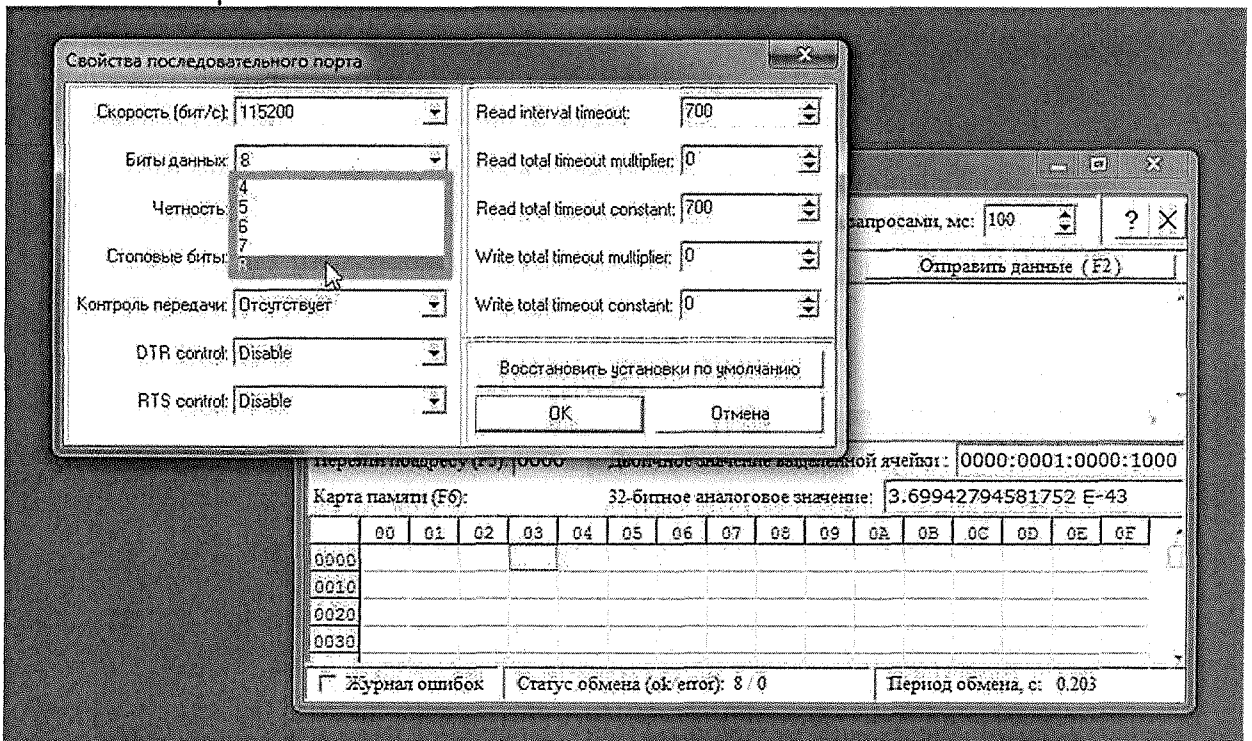 Свойства последовательного порта
Скорость (бит/с): 115200
Биты данных: 8
4
5
6
7
8
Четность:
Стоповые биты:
Контроль передачи: Отсутствует
DTR control: Disable
RTS control: Disable
Read interval timeout: 700
Read total timeout multiplier: 0
Read total timeout constant: 700
Write total timeout multiplier: 0
Write total timeout constant: 0
Восстановить установки по умолчанию
OK
Отмена
запросами, мс: 100
?
Отправить данные (F2)
0000
ячейки: 0000:0001:0000:1000
Карта памяти (F6):
32-битное аналоговое значение: 3.69942794581752 E-43
00 01 02 03 04 05 06 07 08 09 0A 0B 0C 0D 0E 0F
0000
0010
0020
0030
Журнал ошибок
Статус обмена (ok/error): 8 / 0
Период обмена, с: 0.203